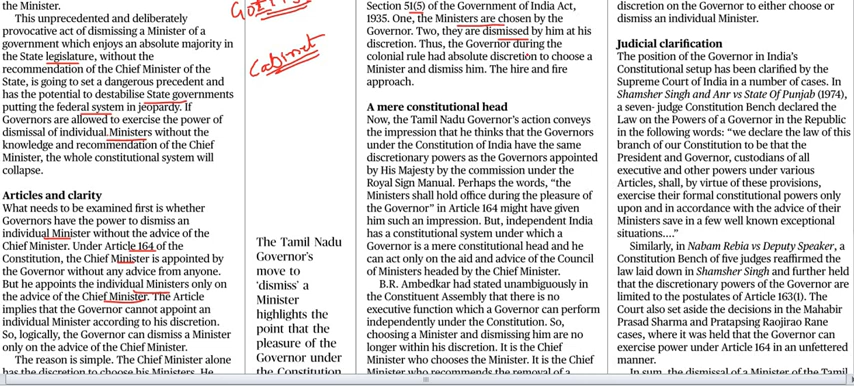 the Minister.
This unprecedented and deliberately
provocative act of dismissing a Minister of a
government which enjoys an absolute majority in
the State legislature, without the
recommendation of the Chief Minister of the
State, is going to set a dangerous precedent and
has the potential to destabilise State governments
putting the federal system in jeopardy. If
Governors are allowed to exercise the power of
dismissal of individual Ministers without the
knowledge and recommendation of the Chief
Minister, the whole constitutional system will
collapse.
Articles and clarity
What needs to be examined first is whether
Governors have the power to dismiss an
individual Minister without the advice of the
Chief Minister. Under Article 164 of the
Constitution, the Chief Minister is appointed by
the Governor without any advice from anyone.
But he appoints the individual Ministers only on
the advice of the Chief Minister. The Article
implies that the Governor cannot appoint an
individual Minister according to his discretion.
So, logically, the Governor can dismiss a Minister
only on the advice of the Chief Minister.
The reason is simple. The Chief Minister alone
has the discretion to choose his Ministers. He
Cabinet
The Tamil Nadu
Governor's
move to
'dismiss' a
Minister
highlights the
point that the
pleasure of the
Governor under
the Constitution
Section 51(5) of the Government of India Act,
1935. One, the Ministers are chosen by the
Governor. Two, they are dismissed by him at his
discretion. Thus, the Governor during the
colonial rule had absolute discretion to choose a
Minister and dismiss him. The hire and fire
approach.
A mere constitutional head
Now, the Tamil Nadu Governor's action conveys
the impression that he thinks that the Governors
under the Constitution of India have the same
discretionary powers as the Governors appointed
by His Majesty by the commission under the
Royal Sign Manual. Perhaps the words, "the
Ministers shall hold office during the pleasure of
the Governor" in Article 164 might have given
him such an impression. But, independent India
has a constitutional system under which a
Governor is a mere constitutional head and he
can act only on the aid and advice of the Council
of Ministers headed by the Chief Minister.
B.R. Ambedkar had stated unambiguously in
the Constituent Assembly that there is no
executive function which a Governor can perform
independently under the Constitution. So,
choosing a Minister and dismissing him are no
longer within his discretion. It is the Chief
Minister who chooses the Minister. It is the Chief
Minister who recommends the removal of a
discretion on the Governor to either choose or
dismiss an individual Minister.
Judicial clarification
The position of the Governor in India's
Constitutional setup has been clarified by the
Supreme Court of India in a number of cases. In
Shamsher Singh and Anr vs State Of Punjab (1974),
a seven- judge Constitution Bench declared the
Law on the Powers of a Governor in the Republic
in the following words: "we declare the law of this
branch of our Constitution to be that the
President and Governor, custodians of all
executive and other powers under various
Articles, shall, by virtue of these provisions,
exercise their formal constitutional powers only
upon and in accordance with the advice of their
Ministers save in a few well known exceptional
situations...."
Similarly, in Nabam Rebia vs Deputy Speaker, a
Constitution Bench of five judges reaffirmed the
law laid down in Shamsher Singh and further held
that the discretionary powers of the Governor are
limited to the postulates of Article 163(1). The
Court also set aside the decisions in the Mahabir
Prasad Sharma and Pratapsing Raojirao Rane
cases, where it was held that the Governor can
exercise power under Article 164 in an unfettered
manner.
In sum, the dismissal of a Minister of the Tamil